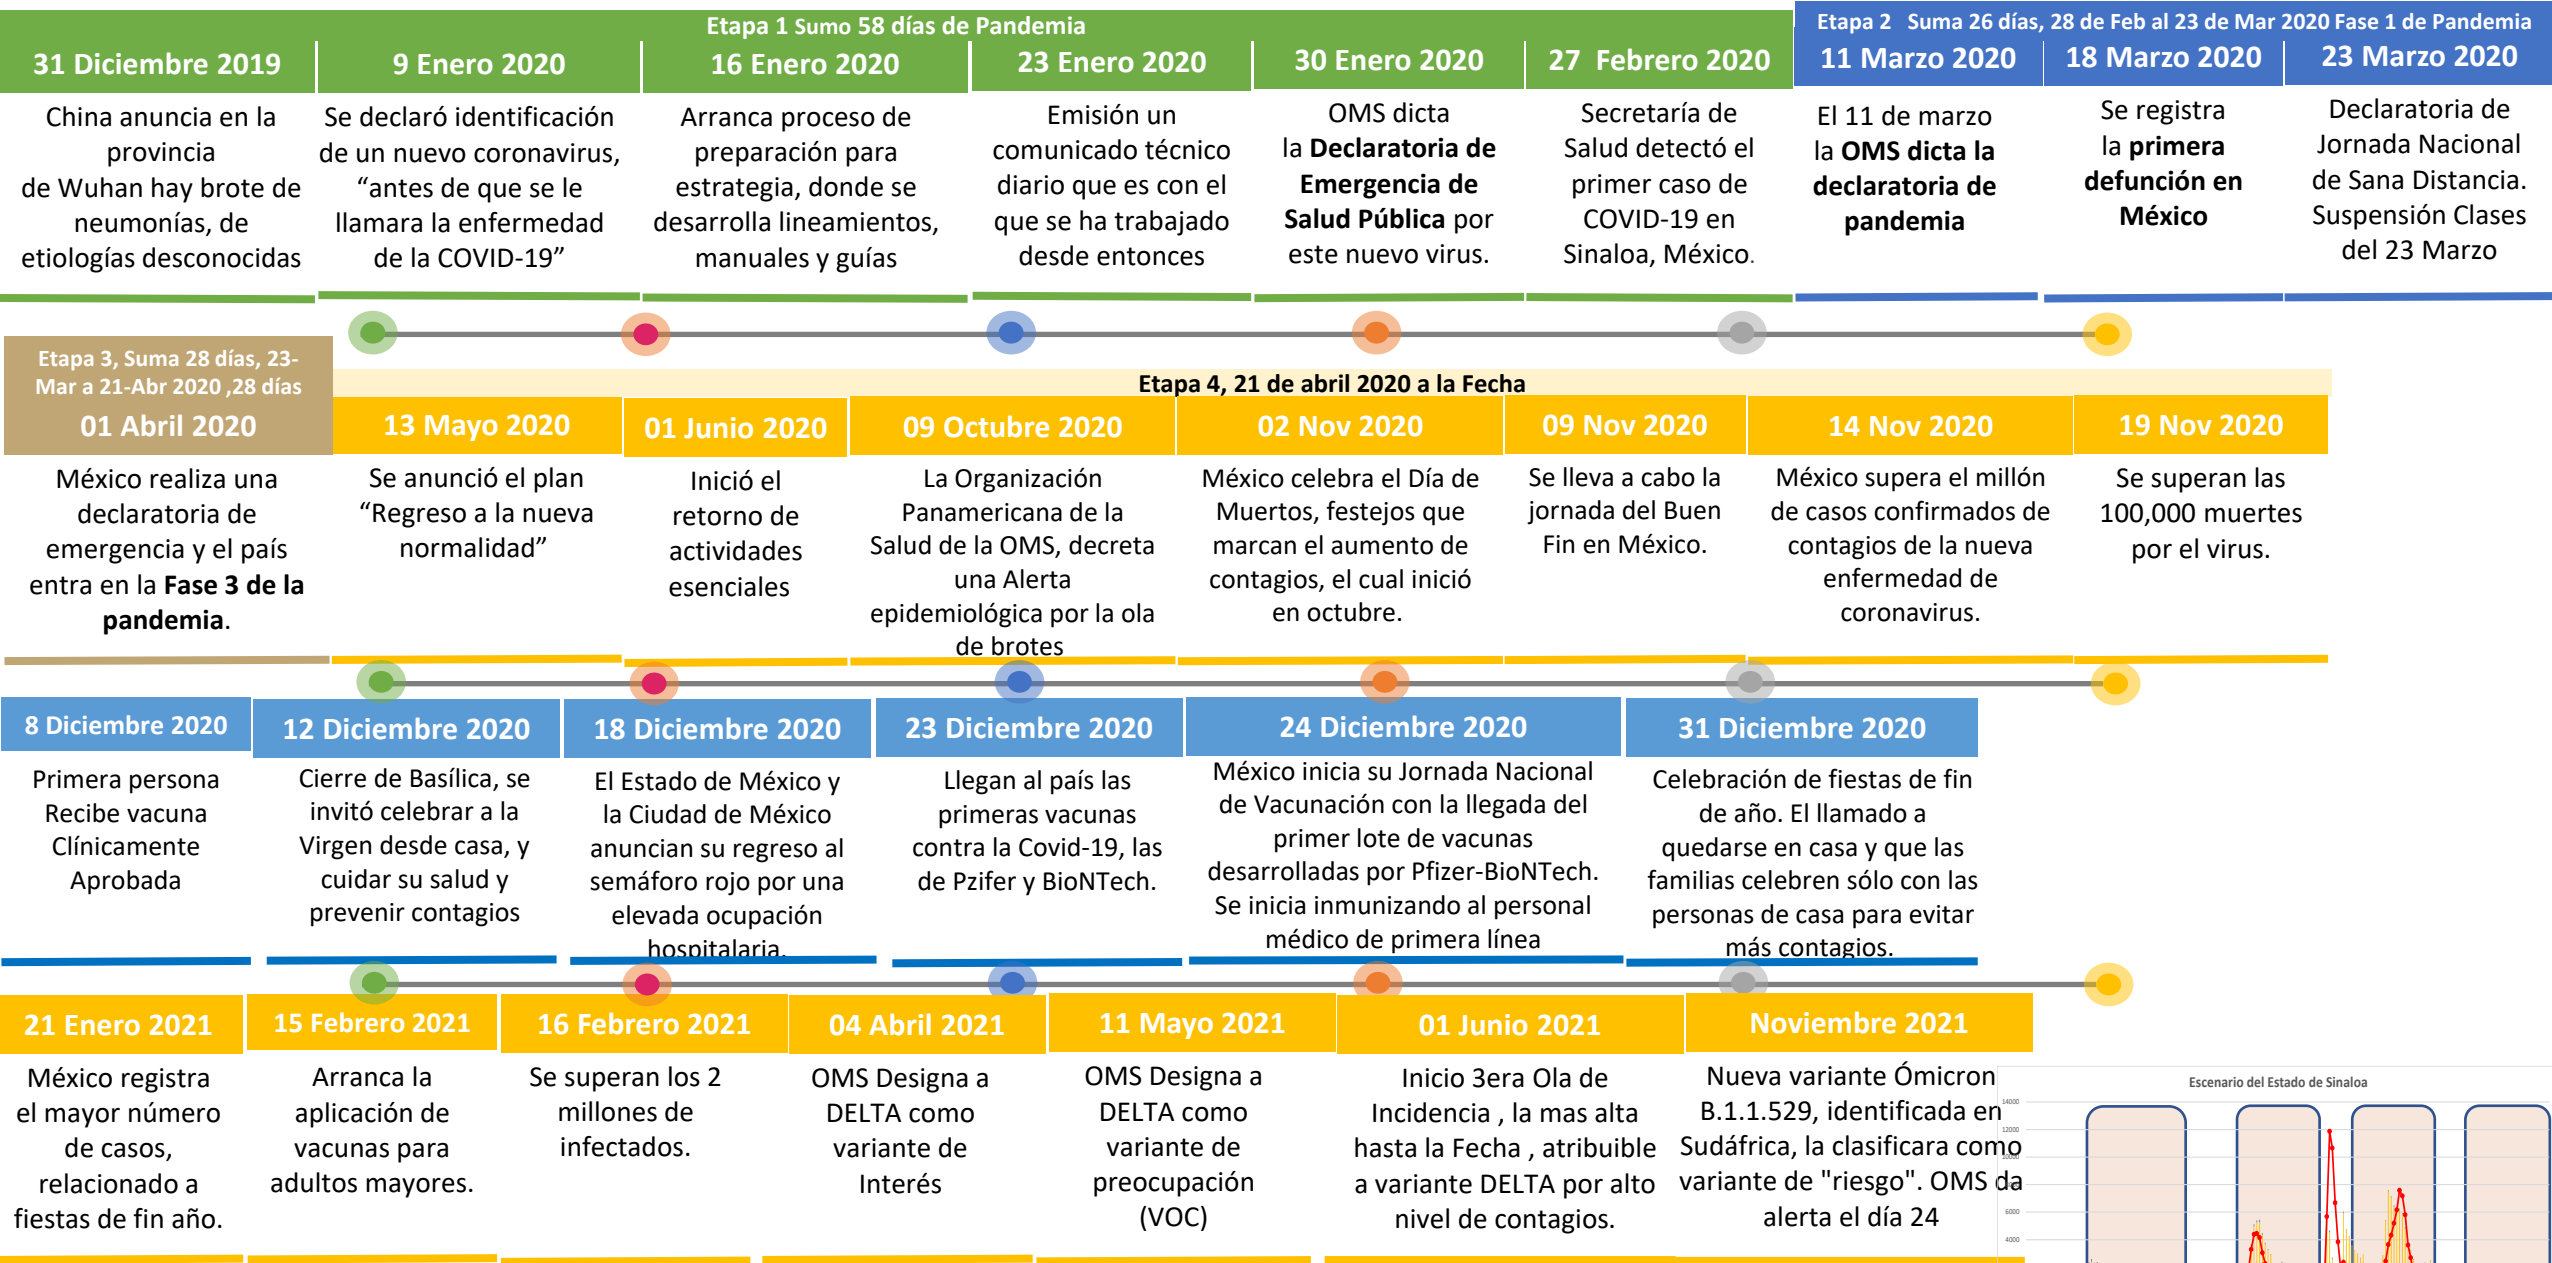 Etapa 1 Sumo 58 días de Pandemia
Etapa 2 Suma 26 días, 28 de Feb al 23 de Mar 2020 Fase 1 de Pandemia
31 Diciembre 2019
China anuncia en la
provincia
de Wuhan hay brote de
neumonías, de
etiologías desconocidas
9 Enero 2020
Se declaró identificación
de un nuevo coronavirus,
“antes de que se le
llamara la enfermedad
de la COVID-19”
16 Enero 2020
Arranca proceso de
preparación para
estrategia, donde se
desarrolla lineamientos,
manuales y guías
23 Enero 2020
Emisión un
comunicado técnico
diario que es con el
que se ha trabajado
desde entonces
30 Enero 2020
OMS dicta
la Declaratoria de
Emergencia de
Salud Pública por
este nuevo virus.
27 Febrero 2020
Secretaría de
Salud detectó el
primer caso de
COVID-19 en
Sinaloa, México.
11 Marzo 2020
El 11 de marzo
la OMS dicta la
declaratoria de
pandemia
18 Marzo 2020
Se registra
la primera
defunción en
México
23 Marzo 2020
Declaratoria de
Jornada Nacional
de Sana Distancia.
Suspensión Clases
del 23 Marzo
Etapa 3, Suma 28 días, 23-
Mar a 21-Abr 2020 ,28 días
01 Abril 2020
México realiza una
declaratoria de
emergencia y el país
entra en la Fase 3 de la
pandemia.
Etapa 4, 21 de abril 2020 a la Fecha
13 Mayo 2020
Se anunció el plan
“Regreso a la nueva
normalidad”
01 Junio 2020
Inició el
retorno de
actividades
esenciales
09 Octubre 2020
La Organización
Panamericana de la
Salud de la OMS, decreta
una Alerta
epidemiológica por la ola
de brotes
02 Nov 2020
México celebra el Día de
Muertos, festejos que
marcan el aumento de
contagios, el cual inició
en octubre.
09 Nov 2020
Se lleva a cabo la
jornada del Buen
Fin en México.
14 Nov 2020
México supera el millón
de casos confirmados de
contagios de la nueva
enfermedad de
coronavirus.
19 Nov 2020
Se superan las
100,000 muertes
por el virus.
8 Diciembre 2020
Primera persona
Recibe vacuna
Clínicamente
Aprobada
12 Diciembre 2020
Cierre de Basílica, se
invitó celebrar a la
Virgen desde casa, y
cuidar su salud y
prevenir contagios
18 Diciembre 2020
El Estado de México y
la Ciudad de México
anuncian su regreso al
semáforo rojo por una
elevada ocupación
hospitalaria.
23 Diciembre 2020
Llegan al país las
primeras vacunas
contra la Covid-19, las
de Pzifer y BioNTech.
24 Diciembre 2020
México inicia su Jornada Nacional
de Vacunación con la llegada del
primer lote de vacunas
desarrolladas por Pfizer-BioNTech.
Se inicia inmunizando al personal
médico de primera línea
31 Diciembre 2020
Celebración de fiestas de fin
de año. El llamado a
quedarse en casa y que las
familias celebren sólo con las
personas de casa para evitar
más contagios.
21 Enero 2021
México registra
el mayor número
de casos,
relacionado a
fiestas de fin año.
15 Febrero 2021
Arranca la
aplicación de
vacunas para
adultos mayores.
16 Febrero 2021
Se superan los 2
millones de
infectados.
04 Abril 2021
OMS Designa a
DELTA como
variante de
Interés
11 Mayo 2021
OMS Designa a
DELTA como
variante de
preocupación
(VOC)
01 Junio 2021
Inicio 3era Ola de
Incidencia , la mas alta
hasta la Fecha , atribuible
a variante DELTA por alto
nivel de contagios.
Noviembre 2021
Nueva variante Ómicron
B.1.1.529, identificada en
Sudáfrica, la clasificara como
variante de "riesgo". OMS da
alerta el día 24
Escenario del Estado de Sinaloa
14000
12000
10000
6000
4000